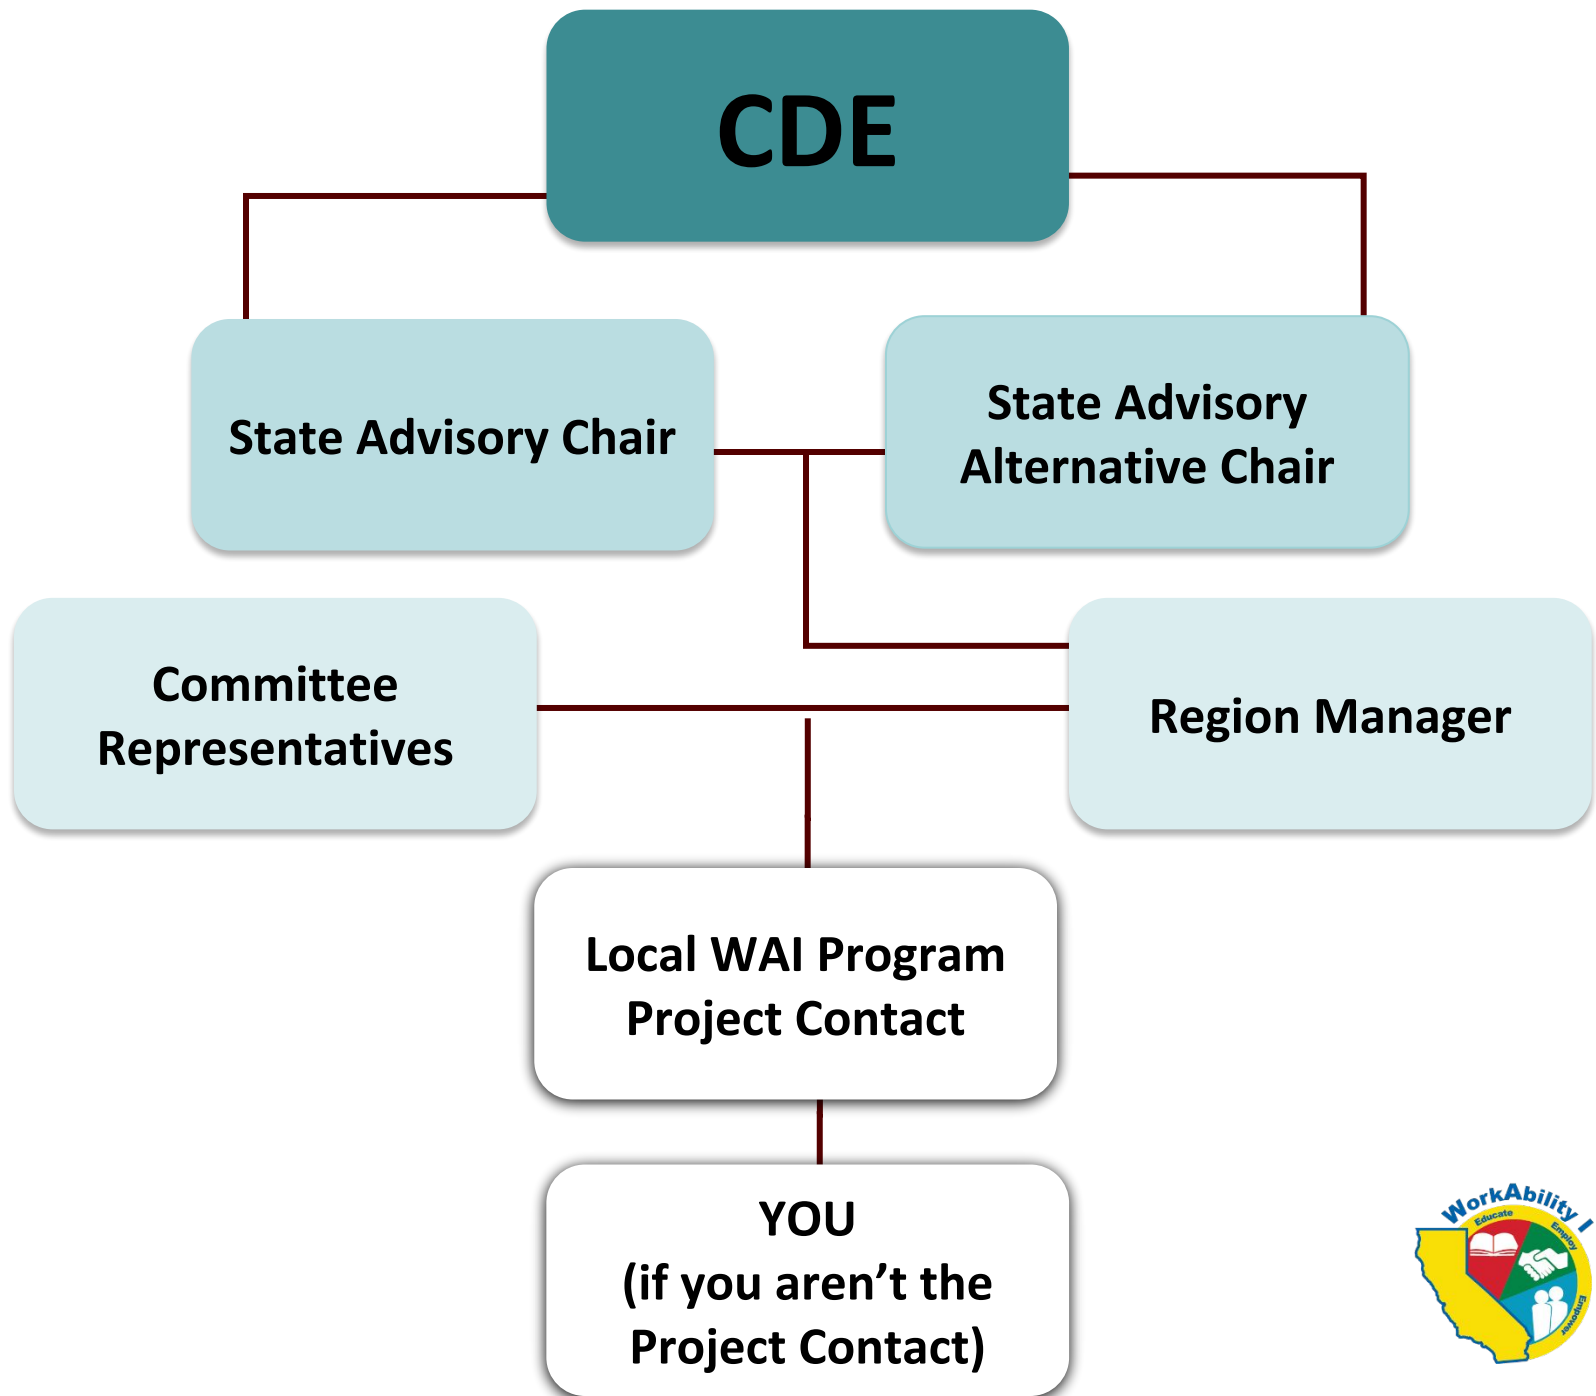 CDE
State Advisory Chair
State Advisory
Alternative Chair
Committee
Representatives
Region Manager
Local WAI Program
Project Contact
YOU
(if you aren’t the
Project Contact)
WorkAbility I
Educate
Employ
Empower